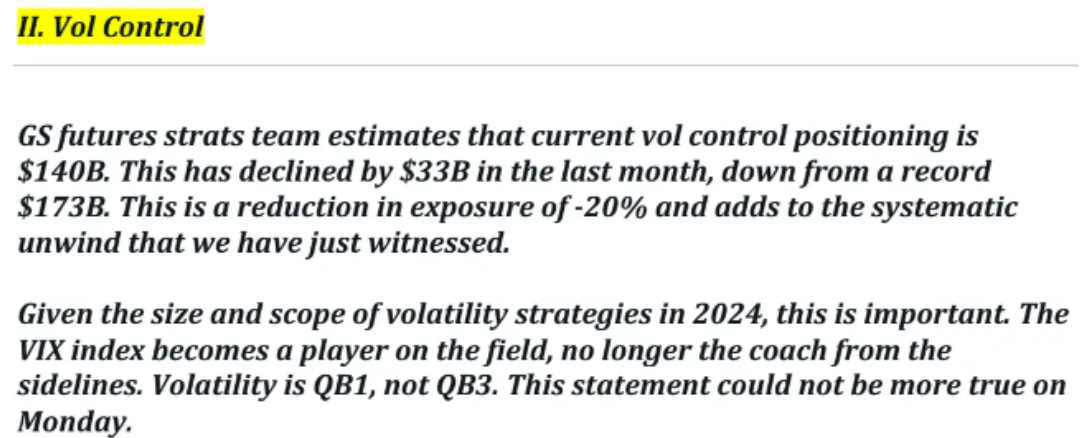 II. Vol Control
GS futures strats team estimates that current vol control positioning is
$140B. This has declined by $33B in the last month, down from a record
$173B. This is a reduction in exposure of -20% and adds to the systematic
unwind that we have just witnessed.
Given the size and scope of volatility strategies in 2024, this is important. The
VIX index becomes a player on the field, no longer the coach from the
sidelines. Volatility is QB1, not QB3. This statement could not be more true on
Monday.